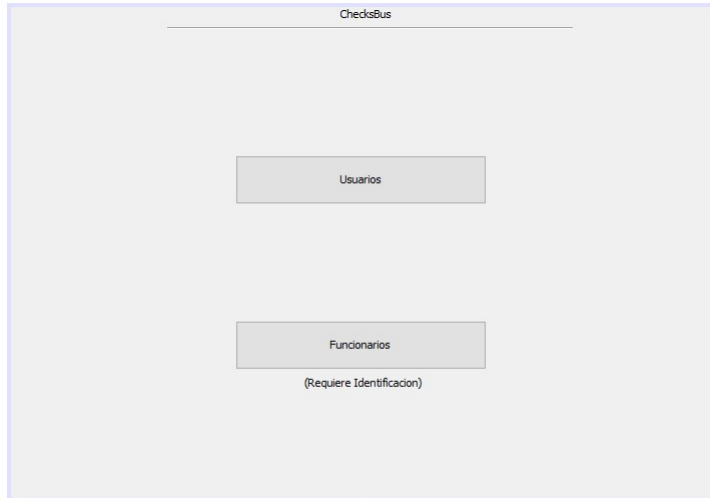 ChecksBus
Usuarios
Funcionarios
(Requiere Identificacion)